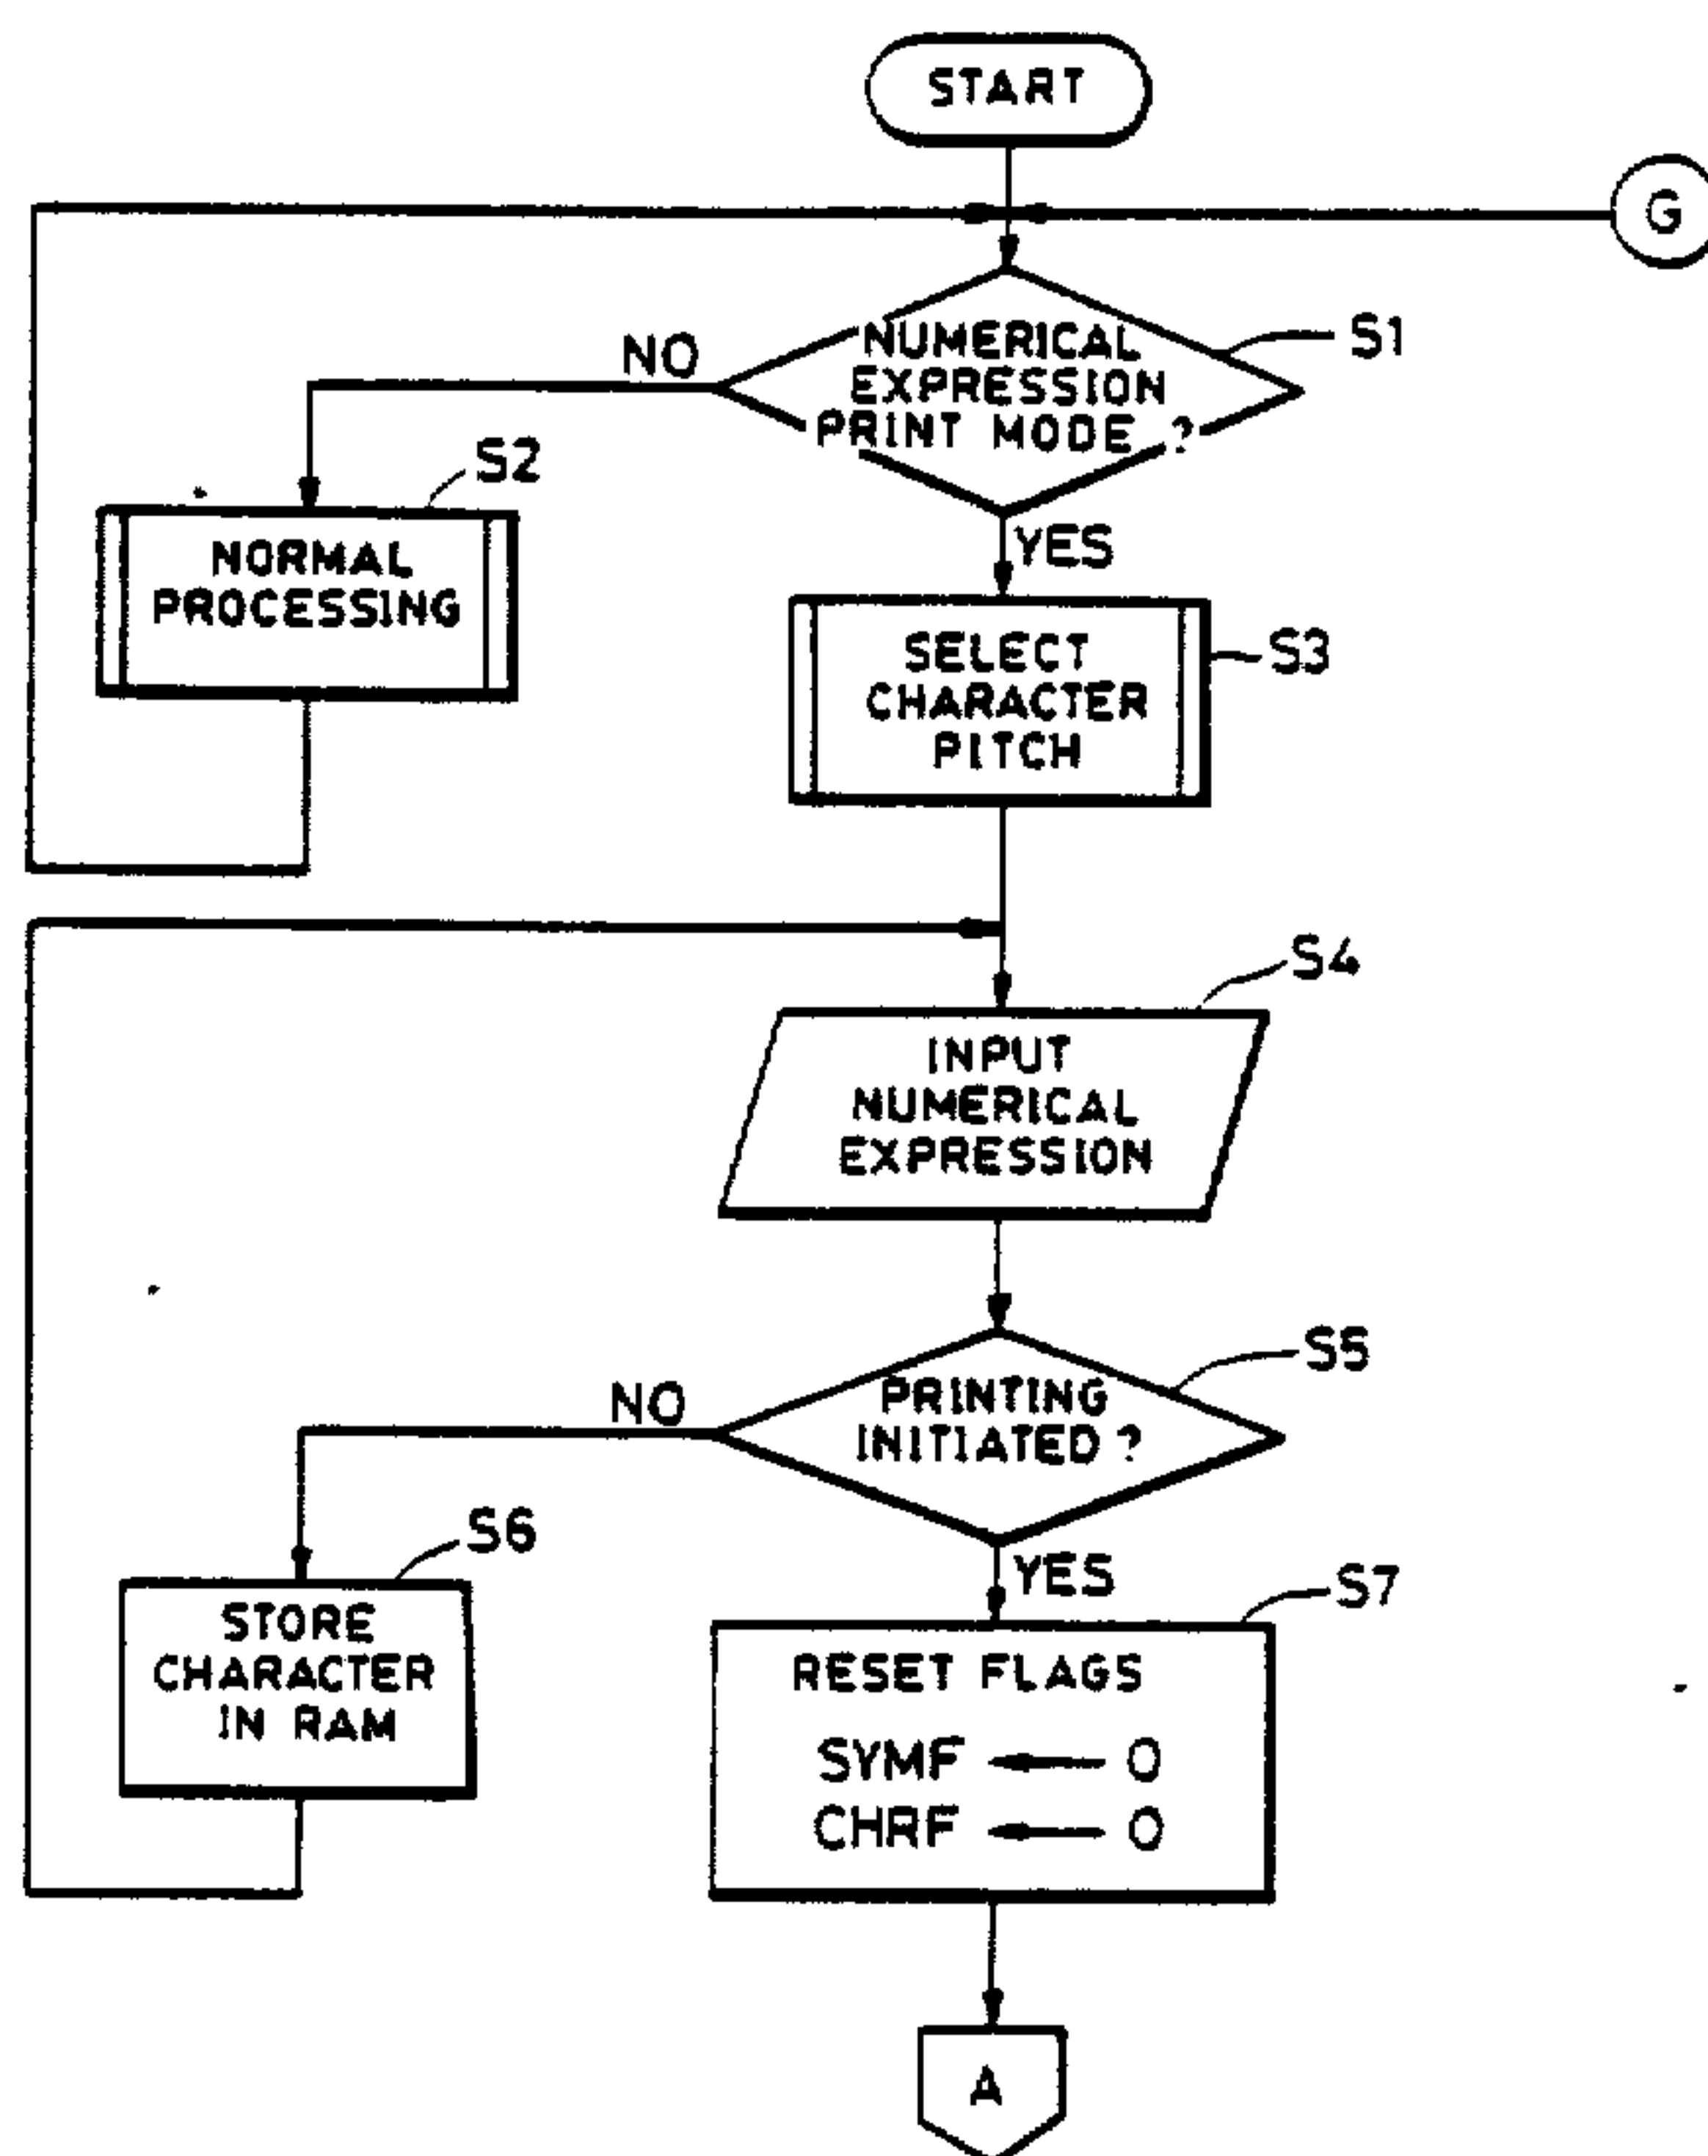 START
G
NUMERICAL
EXPRESSION
PRINT MODE ?
S1
NO
YES
S2
NORMAL
PROCESSING
SELECT
CHARACTER
PITCH
S3
S4
INPUT
NUMERICAL
EXPRESSION
S5
PRINTING
INITIATED ?
NO
YES
S6
STORE
CHARACTER
IN RAM
S7
RESET FLAGS
SYMF ← 0
CHRF ← 0
A